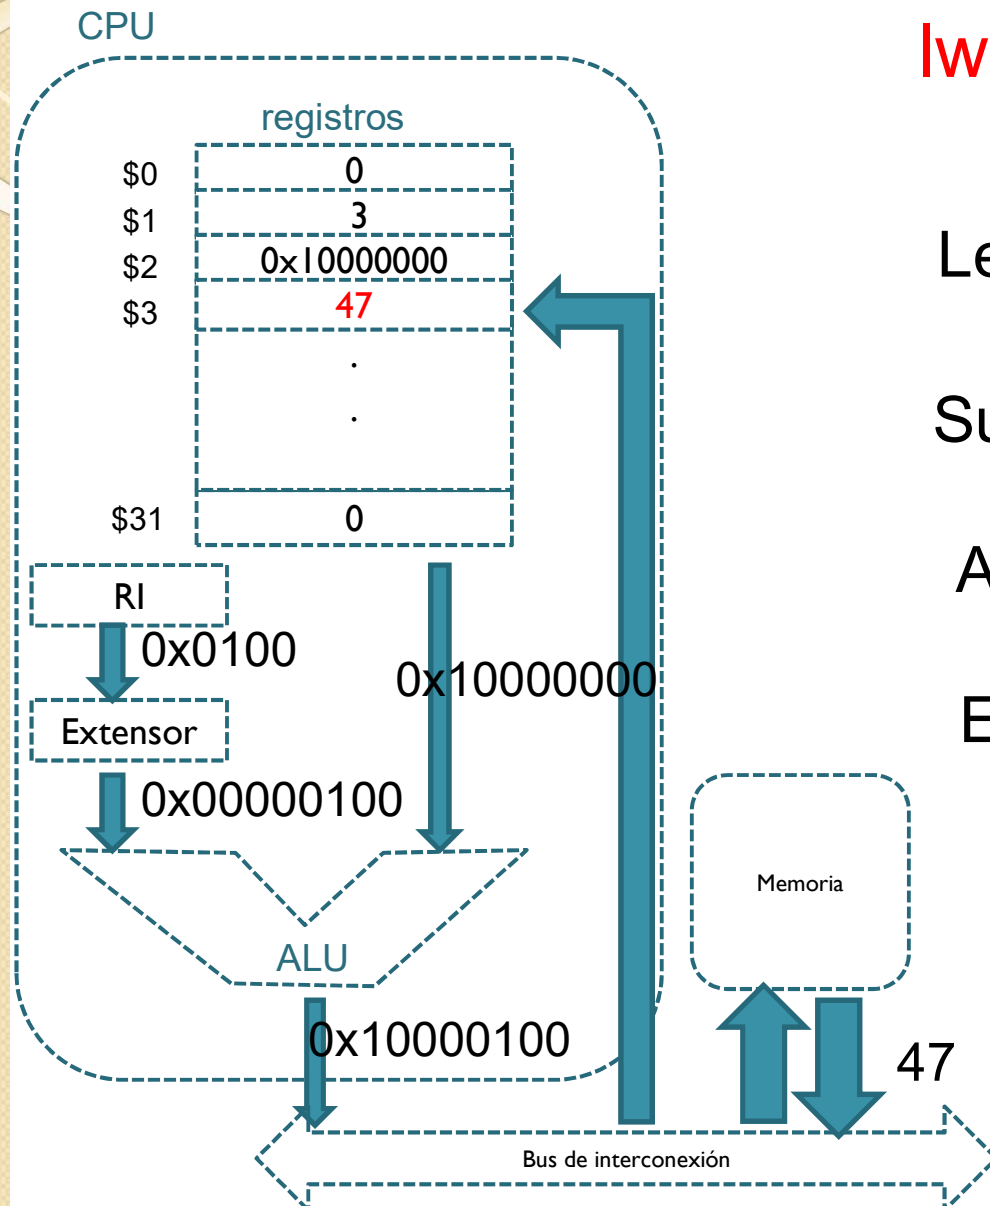 CPU
lw
registros
$0 0
$1 3
$2 0x10000000
$3 47
.
.
$31 0
RI
0x0100
0x10000000
Extensor
0x00000100
Memoria
ALU
0x10000100
47
Bus de interconexión